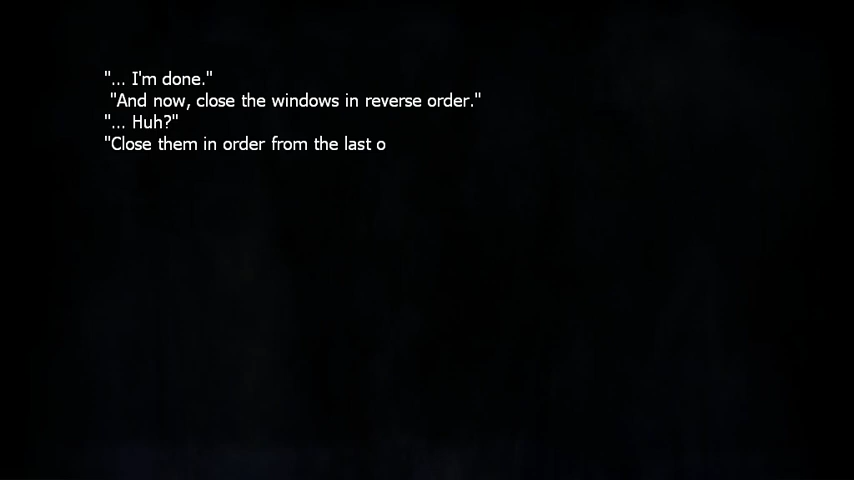 "... I'm done."
"And now, close the windows in reverse order."
"... Huh?"
"Close them in order from the last o